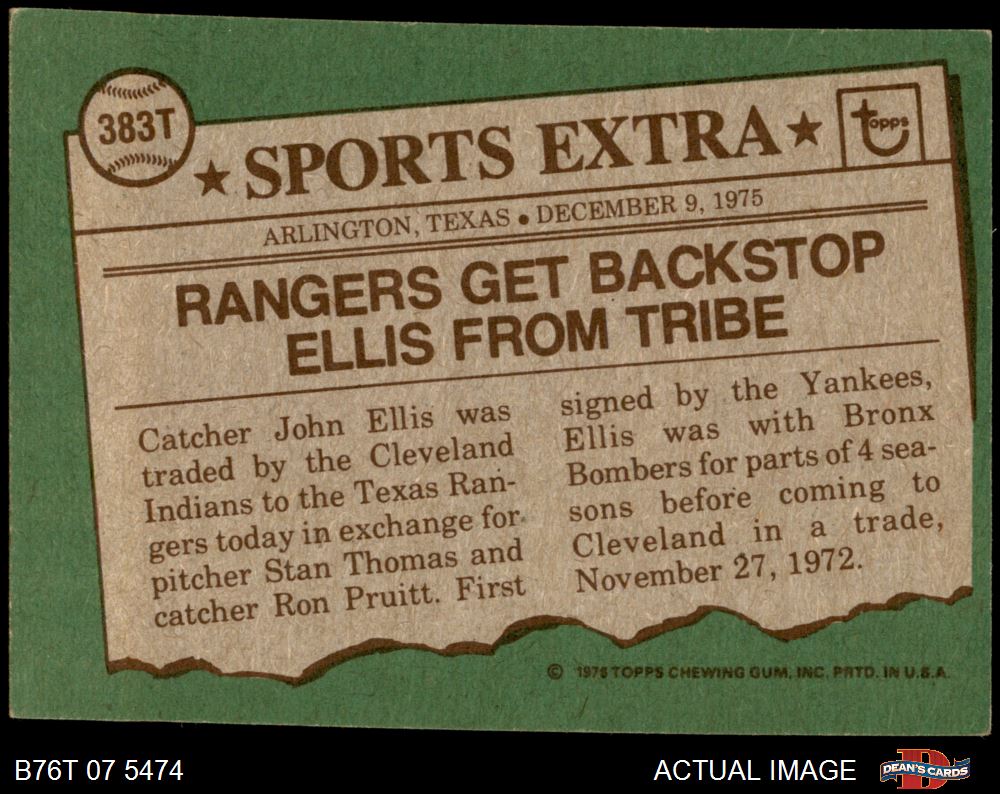 383T
SPORTS EXTRA
topps
ARLINGTON, TEXAS • DECEMBER 9, 1975
RANGERS GET BACKSTOP
ELLIS FROM TRIBE
Catcher John Ellis was
traded by the Cleveland
Indians to the Texas Ran-
gers today in exchange for
pitcher Stan Thomas and
catcher Ron Pruitt. First
signed by the Yankees,
Ellis was with Bronx
Bombers for parts of 4 sea-
sons before coming to
Cleveland in a trade,
November 27, 1972.
© 1976 TOPPS CHEWING GUM, INC. PRTD. IN U.S.A.
B76T 07 5474
ACTUAL IMAGE
DEAN'S CARDS